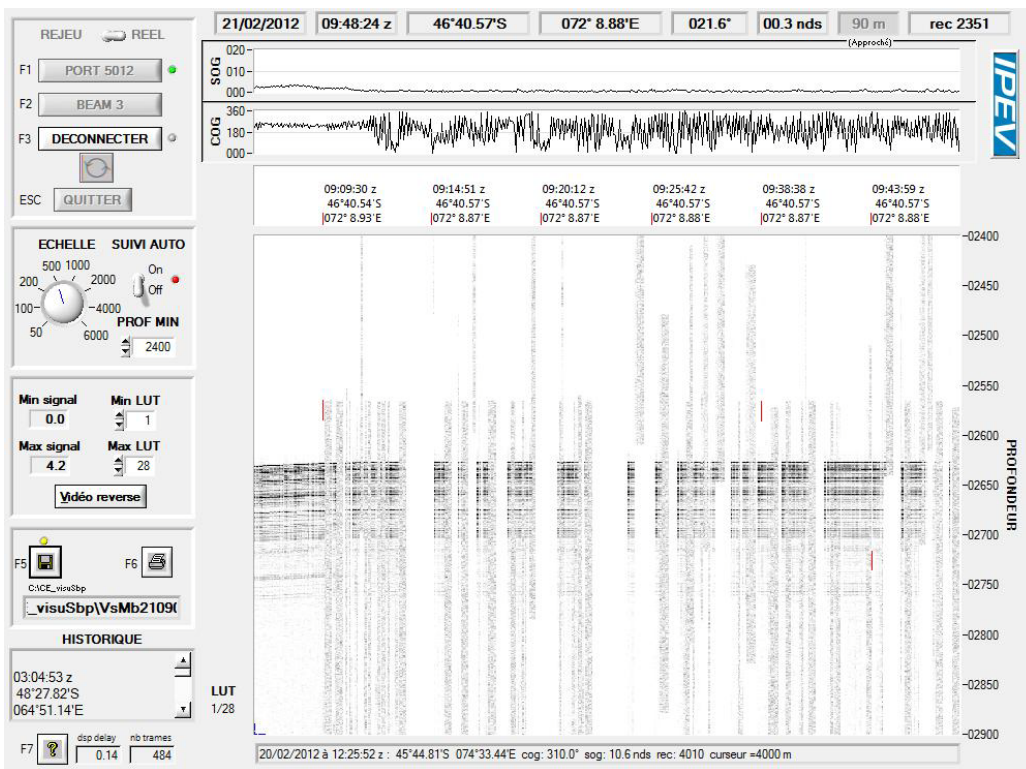 21/02/2012 09:48:24 z 46°40.57'S 072° 8.88'E 021.6° 00.3 nds 90 m rec 2351
(Approché)
REJEU REEL
F1 PORT 5012
F2 BEAM 3
F3 DECONNECTER
ESC QUITTER
SOG
020
010
000
COG
360
180
000
IPEV
09:09:30 z 09:14:51 z 09:20:12 z 09:25:42 z 09:38:38 z 09:43:59 z
46°40.54'S 46°40.57'S 46°40.57'S 46°40.57'S 46°40.57'S 46°40.57'S
072° 8.93'E 072° 8.87'E 072° 8.87'E 072° 8.88'E 072° 8.87'E 072° 8.88'E
ECHELLE SUIVI AUTO
500 1000
200 2000
100 4000
50 6000
On
Off
PROF MIN
2400
Min signal Min LUT
0.0 1
Max signal Max LUT
4.2 28
Vidéo reverse
F5 F6
C:\CE_visuSbp
:_visuSbp\VsMb2109(
HISTORIQUE
03:04:53 z
48°27.82'S
064°51.14'E
F7 ? dsp delay nb trames
0.14 484
LUT
1/28
-02400
-02450
-02500
-02550
-02600
-02650
-02700
-02750
-02800
-02850
-02900
PROFONDEUR
20/02/2012 à 12:25:52 z : 45°44.81'S 074°33.44'E cog: 310.0° sog: 10.6 nds rec: 4010 curseur =4000 m